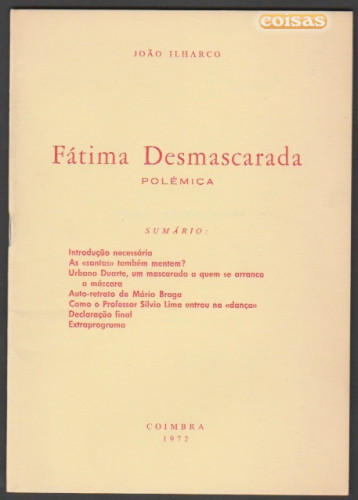 coisas
JOÃO ILHARCO
Fátima Desmascarada
POLÉMICA
SUMÁRIO:
Introdução necessária
As «santas» também mentem?
Urbano Duarte, um mascarado a quem se arranca
a máscara
Auto-retrato de Mário Braga
Como o Professor Sílvio Lima entrou na «dança»
Declaração final
Extraprograma
COIMBRA
1972